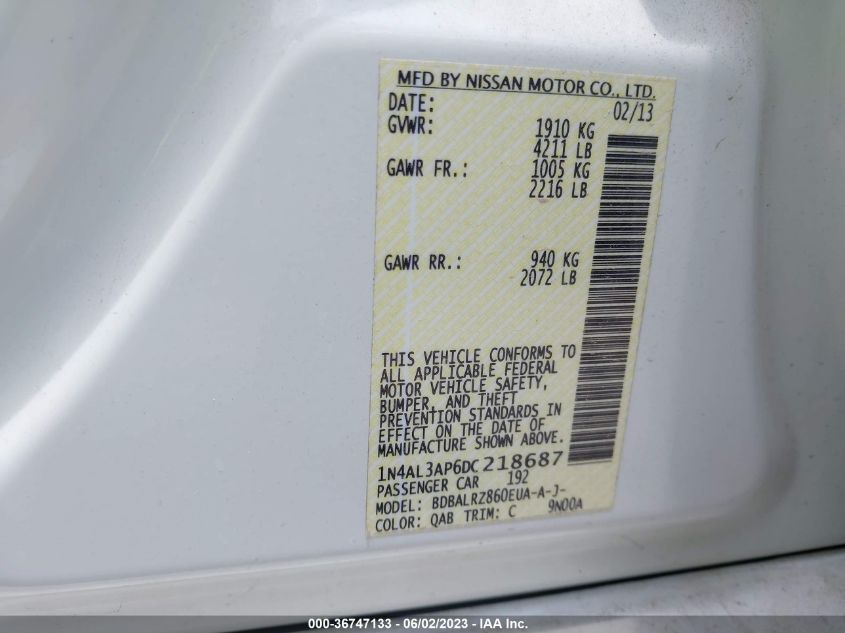 MFD BY NISSAN MOTOR CO., LTD.
DATE: 02/13
GVWR: 1910 KG
4211 LB
GAWR FR.: 1005 KG
2216 LB
GAWR RR.: 940 KG
2072 LB
THIS VEHICLE CONFORMS TO
ALL APPLICABLE FEDERAL
MOTOR VEHICLE SAFETY,
BUMPER, AND THEFT
PREVENTION STANDARDS IN
EFFECT ON THE DATE OF
MANUFACTURE SHOWN ABOVE.
1N4AL3AP6DC218687
PASSENGER CAR 192
MODEL: BDBALRZ860EUA-A-J-
COLOR: QAB TRIM: C 9N00A
000-36747133 - 06/02/2023 - IAA Inc.